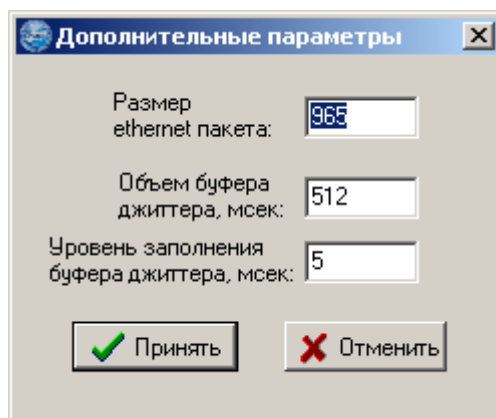 Дополнительные параметры
Размер
ethernet пакета:
965
Объем буфера
джиттера, мсек:
512
Уровень заполнения
буфера джиттера, мсек:
5
Принять
Отменить